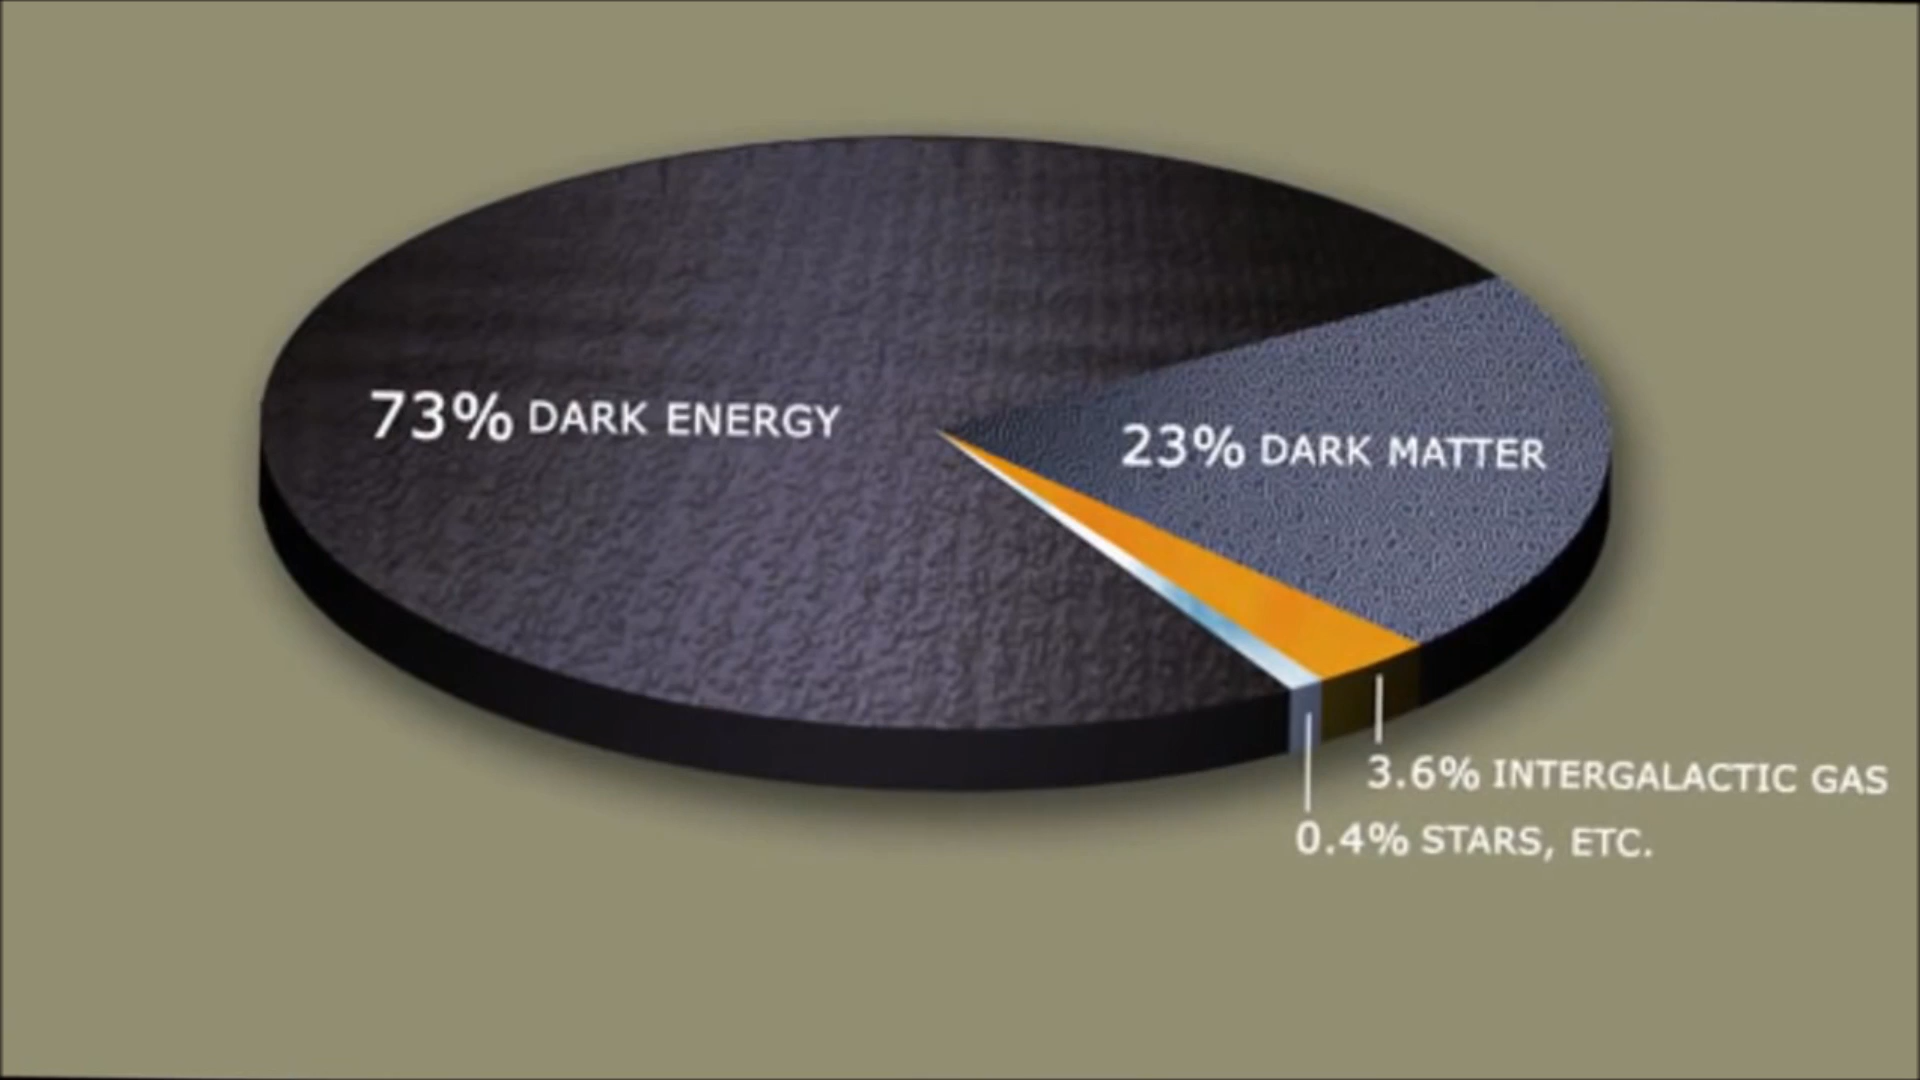 73% DARK ENERGY
23% DARK MATTER
3.6% INTERGALACTIC GAS
0.4% STARS, ETC.